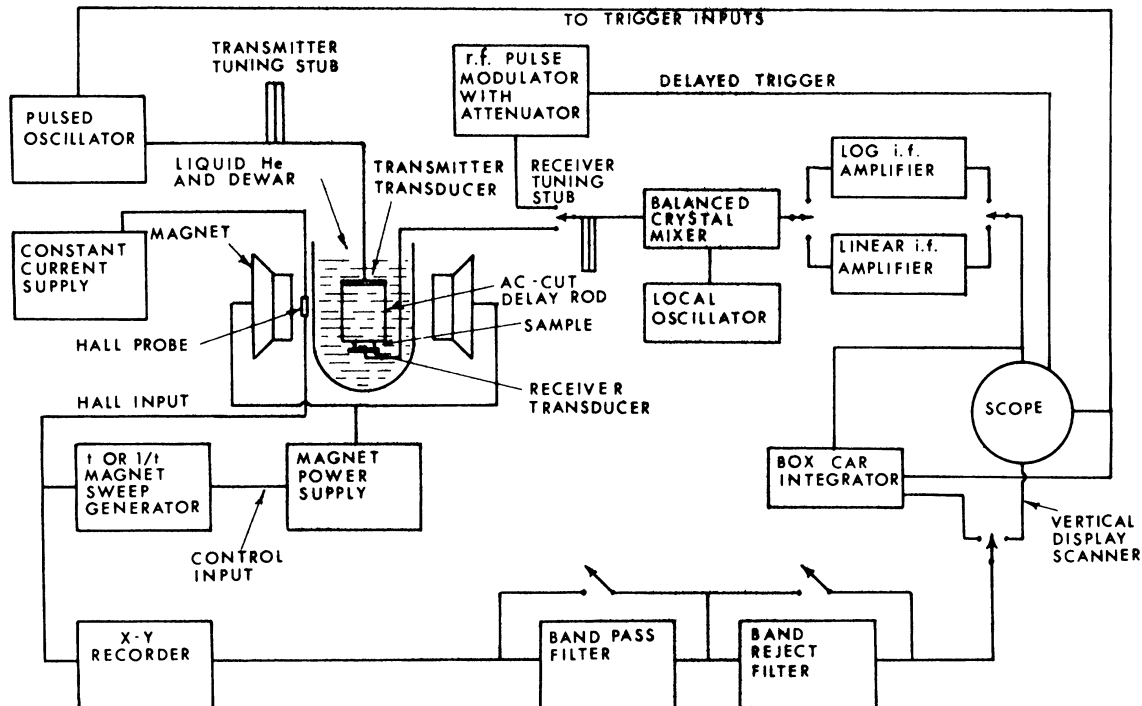 TO TRIGGER INPUTS
TRANSMITTER
TUNING STUB
r.f. PULSE
MODULATOR
WITH
ATTENUATOR
DELAYED TRIGGER
PULSED
OSCILLATOR
LIQUID He
AND DEWAR
TRANSMITTER
TRANSDUCER
RECEIVER
TUNING
STUB
LOG i.f.
AMPLIFIER
BALANCED
CRYSTAL
MIXER
LINEAR i.f.
AMPLIFIER
MAGNET
CONSTANT
CURRENT
SUPPLY
AC-CUT
DELAY ROD
LOCAL
OSCILLATOR
SAMPLE
HALL PROBE
RECEIVER
TRANSDUCER
HALL INPUT
SCOPE
t OR 1/t
MAGNET
SWEEP
GENERATOR
MAGNET
POWER
SUPPLY
BOX CAR
INTEGRATOR
VERTICAL
DISPLAY
SCANNER
CONTROL
INPUT
X-Y
RECORDER
BAND PASS
FILTER
BAND
REJECT
FILTER